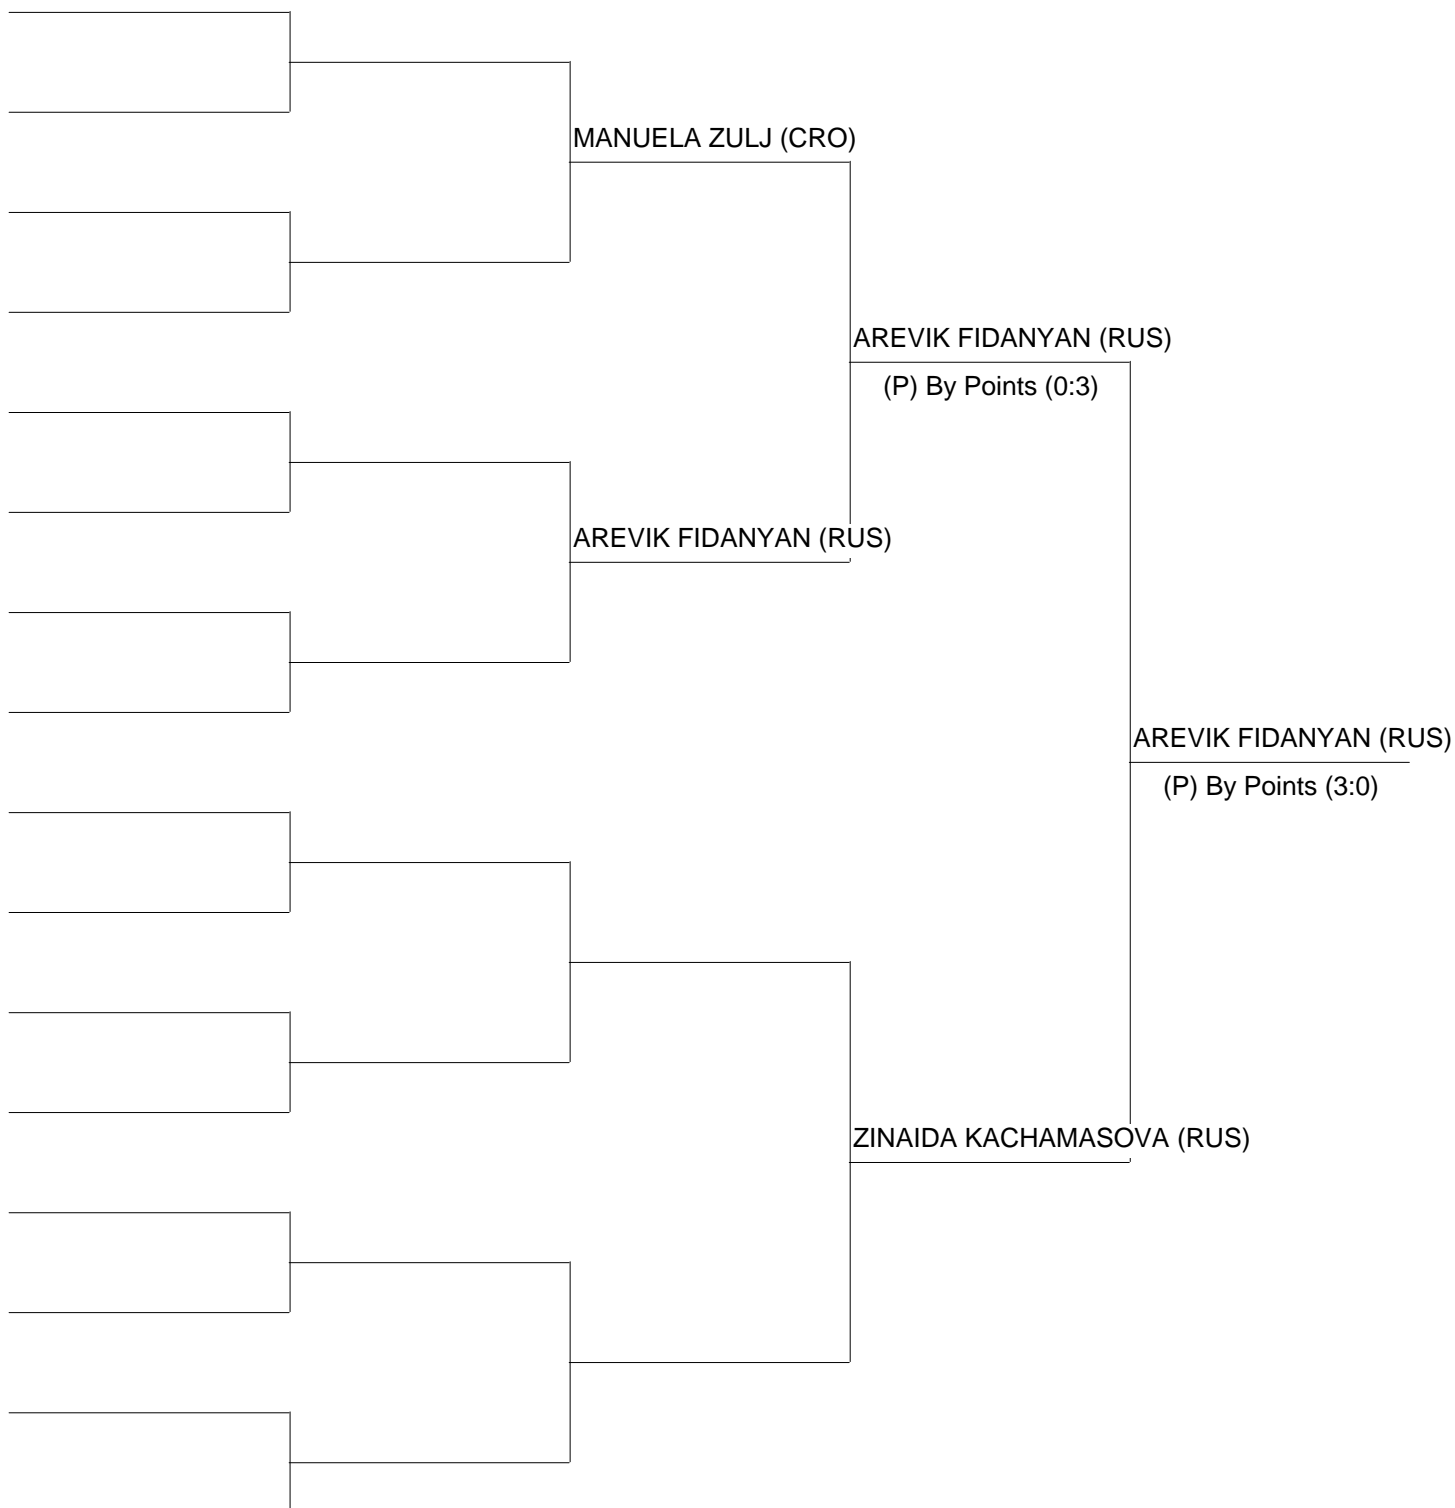 MANUELA ZULJ (CRO)
AREVIK FIDANYAN (RUS)
(P) By Points (0:3)
AREVIK FIDANYAN (RUS)
AREVIK FIDANYAN (RUS)
(P) By Points (3:0)
ZINAIDA KACHAMASOVA (RUS)